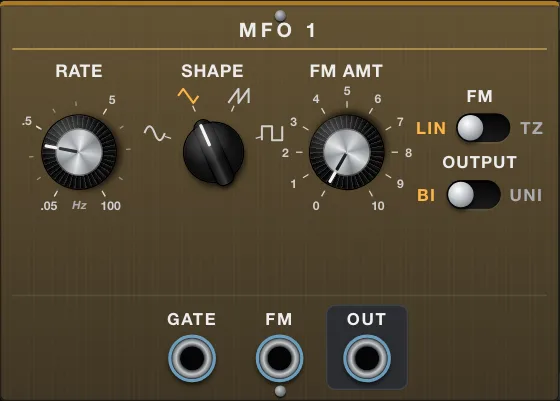 MFO 1
RATE
SHAPE
FM AMT
.5
5
.05
Hz
100
0
1
2
3
4
5
6
7
8
9
10
FM
LIN
TZ
OUTPUT
BI
UNI
GATE
FM
OUT